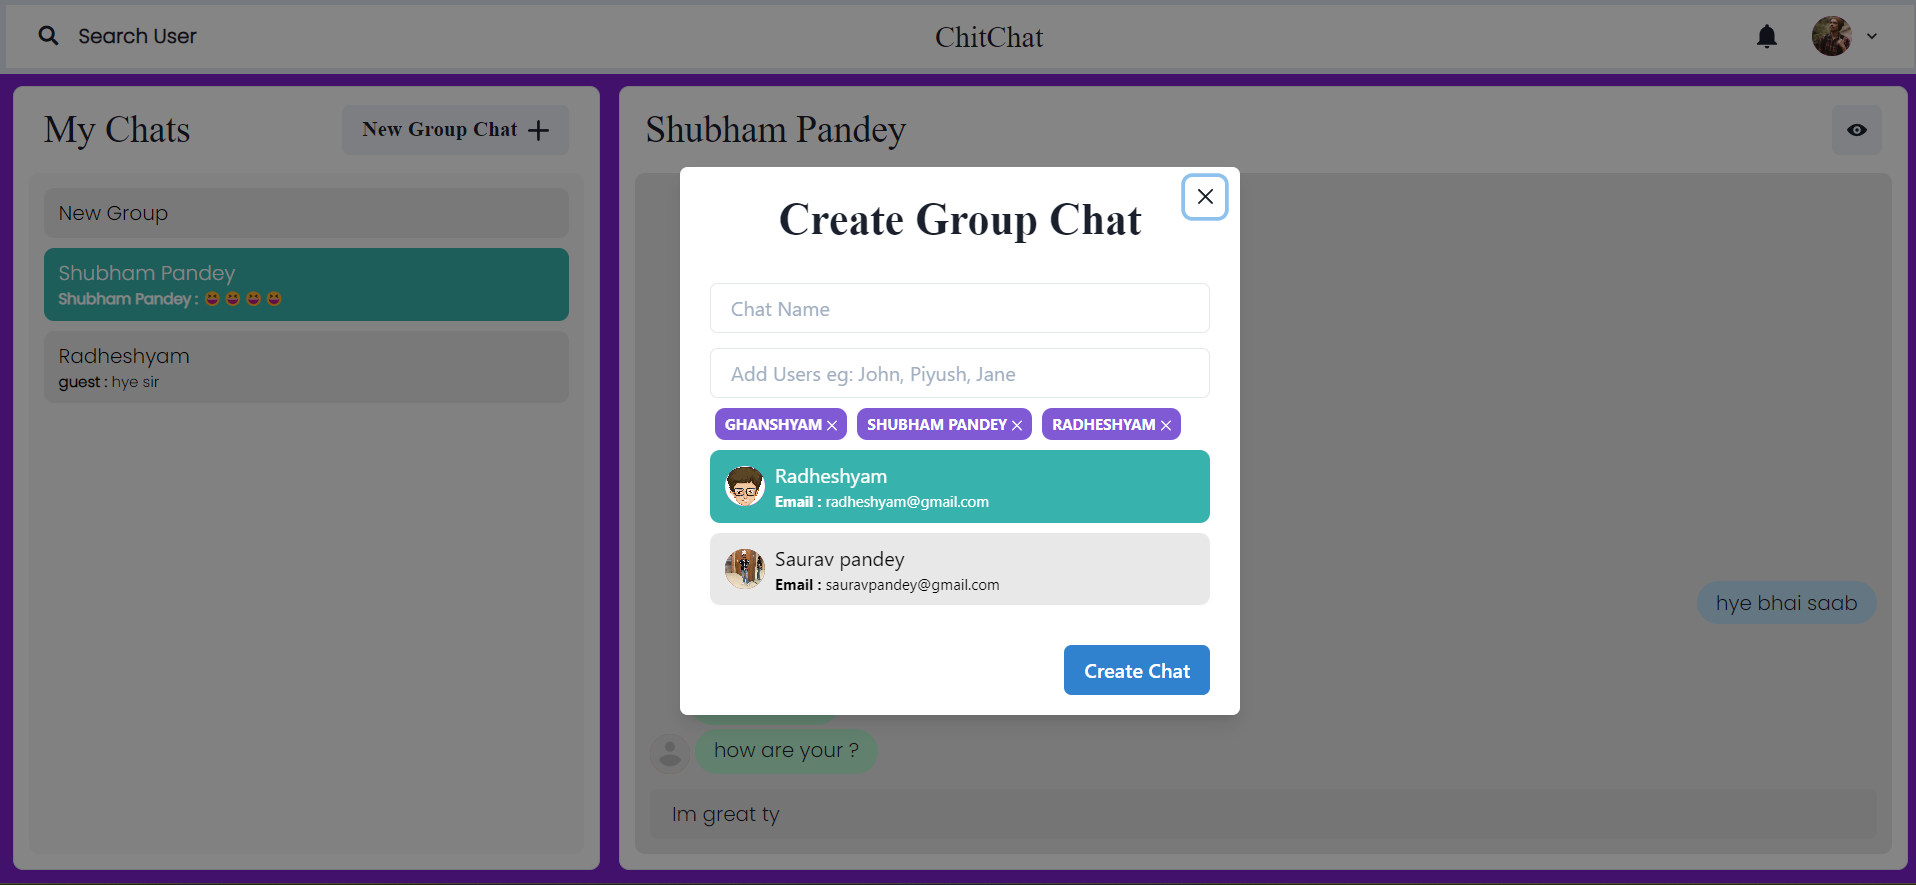 Search User
ChitChat
My Chats
New Group Chat
New Group
Shubham Pandey
Shubham Pandey : 😆 😆 😆 😆
Radheshyam
guest : hye sir
Shubham Pandey
Create Group Chat
Chat Name
Add Users eg: John, Piyush, Jane
GHANSHYAM SHUBHAM PANDEY RADHESHYAM
Radheshyam
Email : radheshyam@gmail.com
Saurav pandey
Email : sauravpandey@gmail.com
Create Chat
hye bhai saab
how are your ?
Im great ty